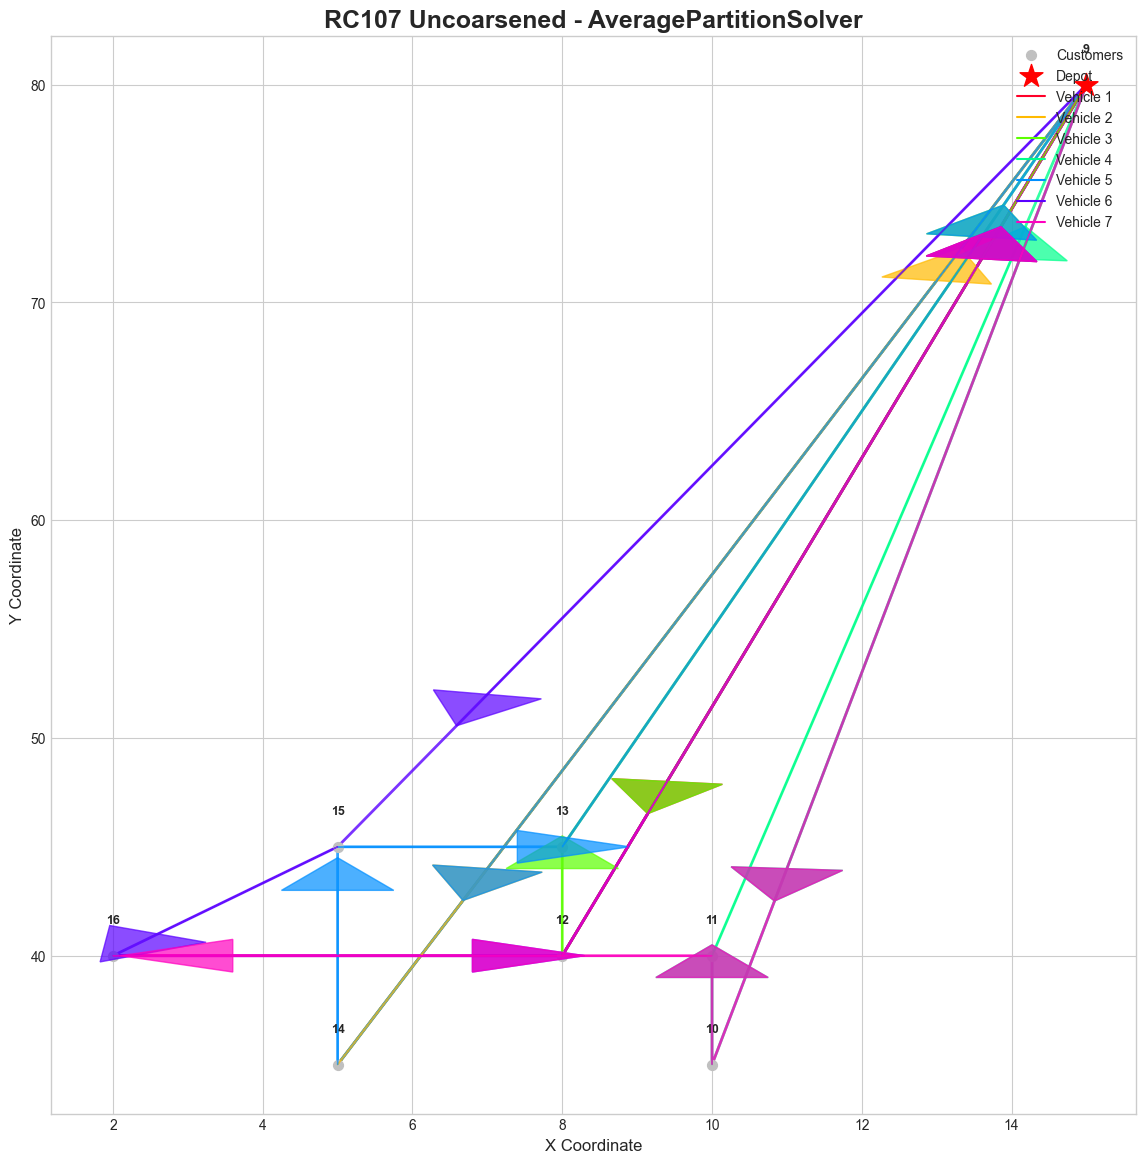 RC107 Uncoarsened - AveragePartitionSolver
9
Customers
Depot
Vehicle 1
Vehicle 2
Vehicle 3
Vehicle 4
Vehicle 5
Vehicle 6
Vehicle 7
80
70
60
50
40
Y Coordinate
15
13
16
12
11
14
10
2
4
6
8
10
12
14
X Coordinate